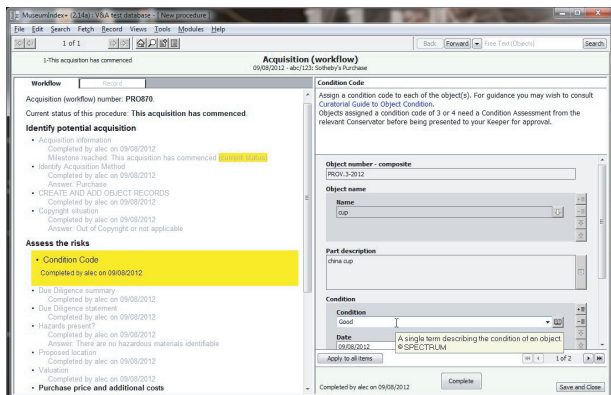 MuseumIndex+ (2.14a) : V&A test database - [New procedure]
File Edit Search Fetch Record Views Tools Modules Help
1 of 1
Back Forward Free Text (Objects) Search
1-This acquisition has commenced
Acquisition (workflow)
09/08/2012 - abc/123: Sotheby's Purchase
Workflow Record
Acquisition (workflow) number: PRO870.
Current status of this procedure: This acquisition has commenced.
Identify potential acquisition
• Acquisition information
Completed by alec on 09/08/2012
Milestone reached: This acquisition has commenced (current status)
• Identify Acquisition Method
Completed by alec on 09/08/2012
Answer: Purchase
• CREATE AND ADD OBJECT RECORDS
Completed by alec on 09/08/2012
• Copyright situation
Completed by alec on 09/08/2012
Answer: Out of Copyright or not applicable
Assess the risks
• Condition Code
Completed by alec on 09/08/2012
• Due Diligence summary
Completed by alec on 09/08/2012
• Due Diligence statement
Completed by alec on 09/08/2012
• Hazards present?
Completed by alec on 09/08/2012
Answer: There are no hazardous materials identifiable
• Proposed location
Completed by alec on 09/08/2012
• Valuation
Completed by alec on 09/08/2012
• Purchase price and additional costs
Condition Code
Assign a condition code to each of the object(s). For guidance you may wish to consult
Curatorial Guide to Object Condition.
Objects assigned a condition code of 3 or 4 need a Condition Assessment from the
relevant Conservator before being presented to your Keeper for approval.
Object number - composite
PROV.3-2012
Object name
Name
cup
Part description
china cup
Condition
Condition
Good
A single term describing the condition of an object
© SPECTRUM
Date
09/08/2012
Apply to all items
1 of 2
Completed by alec on 09/08/2012
Complete
Save and Close